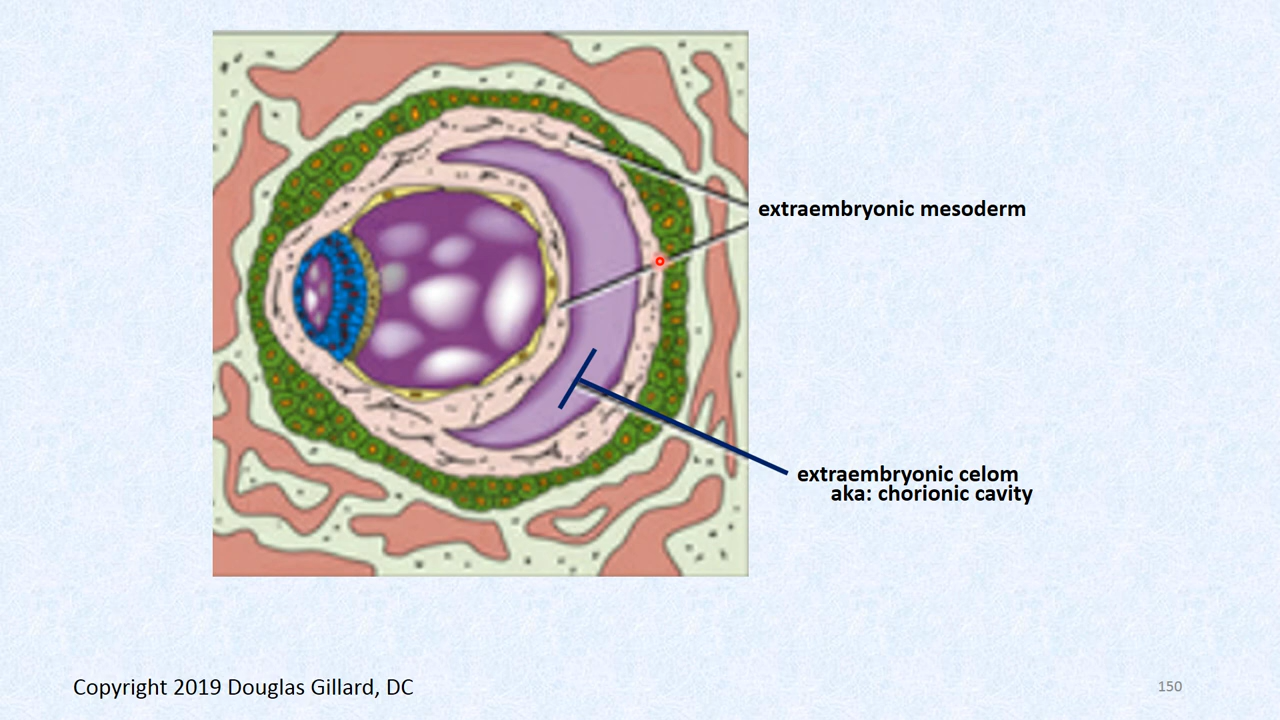 extraembryonic mesoderm
extraembryonic celom
aka: chorionic cavity
Copyright 2019 Douglas Gillard, DC
150